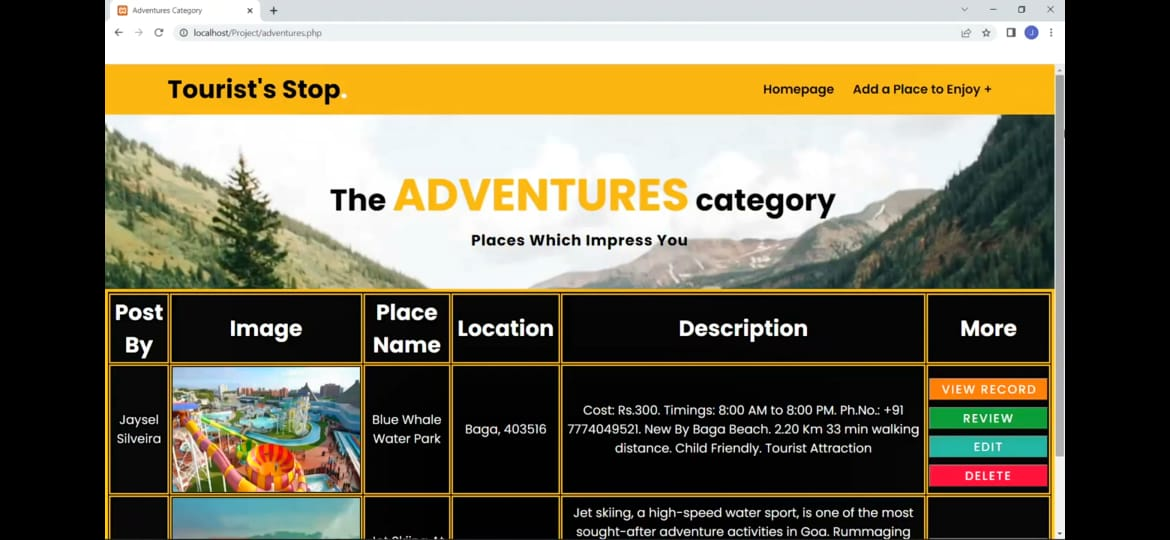 Adventures Category
localhost/Project/adventures.php
J
Tourist's Stop.
Homepage
Add a Place to Enjoy +
The ADVENTURES category
Places Which Impress You
Post
By
Image
Place
Name
Location
Description
More
Jaysel
Silveira
Blue Whale
Water Park
Baga, 403516
Cost: Rs.300. Timings: 8:00 AM to 8:00 PM. Ph.No.: +91
7774049521. New By Baga Beach. 2.20 Km 33 min walking
distance. Child Friendly. Tourist Attraction
VIEW RECORD
REVIEW
EDIT
DELETE
Jet Skiing At
Jet skiing, a high-speed water sport, is one of the most
sought-after adventure activities in Goa. Rummaging